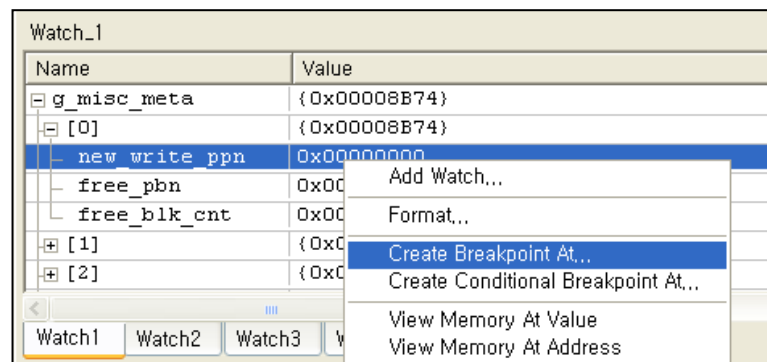 Watch_1
Name Value
g_misc_meta {0x00008B74}
[0] {0x00008B74}
new_write_ppn 0x00000000
free_pbn 0x00
free_blk_cnt 0x00
[1] {0x0
[2] {0x0
Add Watch...
Format...
Create Breakpoint At...
Create Conditional Breakpoint At...
View Memory At Value
View Memory At Address
Watch1 Watch2 Watch3